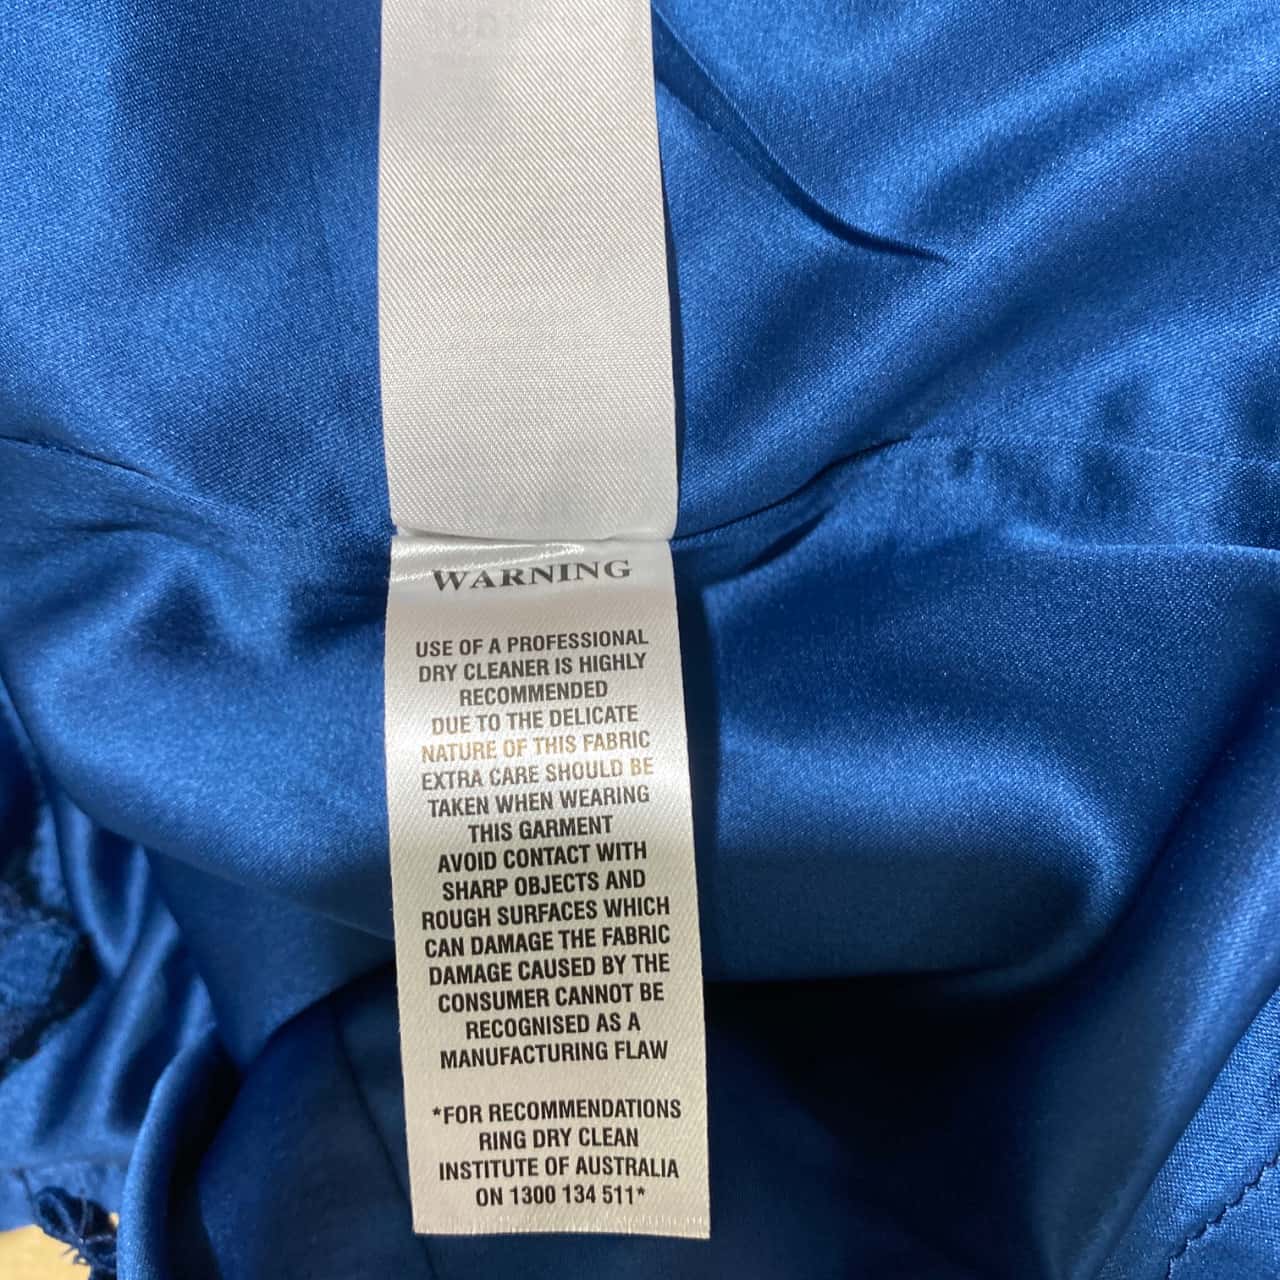 WARNING
USE OF A PROFESSIONAL
DRY CLEANER IS HIGHLY
RECOMMENDED
DUE TO THE DELICATE
NATURE OF THIS FABRIC
EXTRA CARE SHOULD BE
TAKEN WHEN WEARING
THIS GARMENT
AVOID CONTACT WITH
SHARP OBJECTS AND
ROUGH SURFACES WHICH
CAN DAMAGE THE FABRIC
DAMAGE CAUSED BY THE
CONSUMER CANNOT BE
RECOGNISED AS A
MANUFACTURING FLAW
*FOR RECOMMENDATIONS
RING DRY CLEAN
INSTITUTE OF AUSTRALIA
ON 1300 134 511*